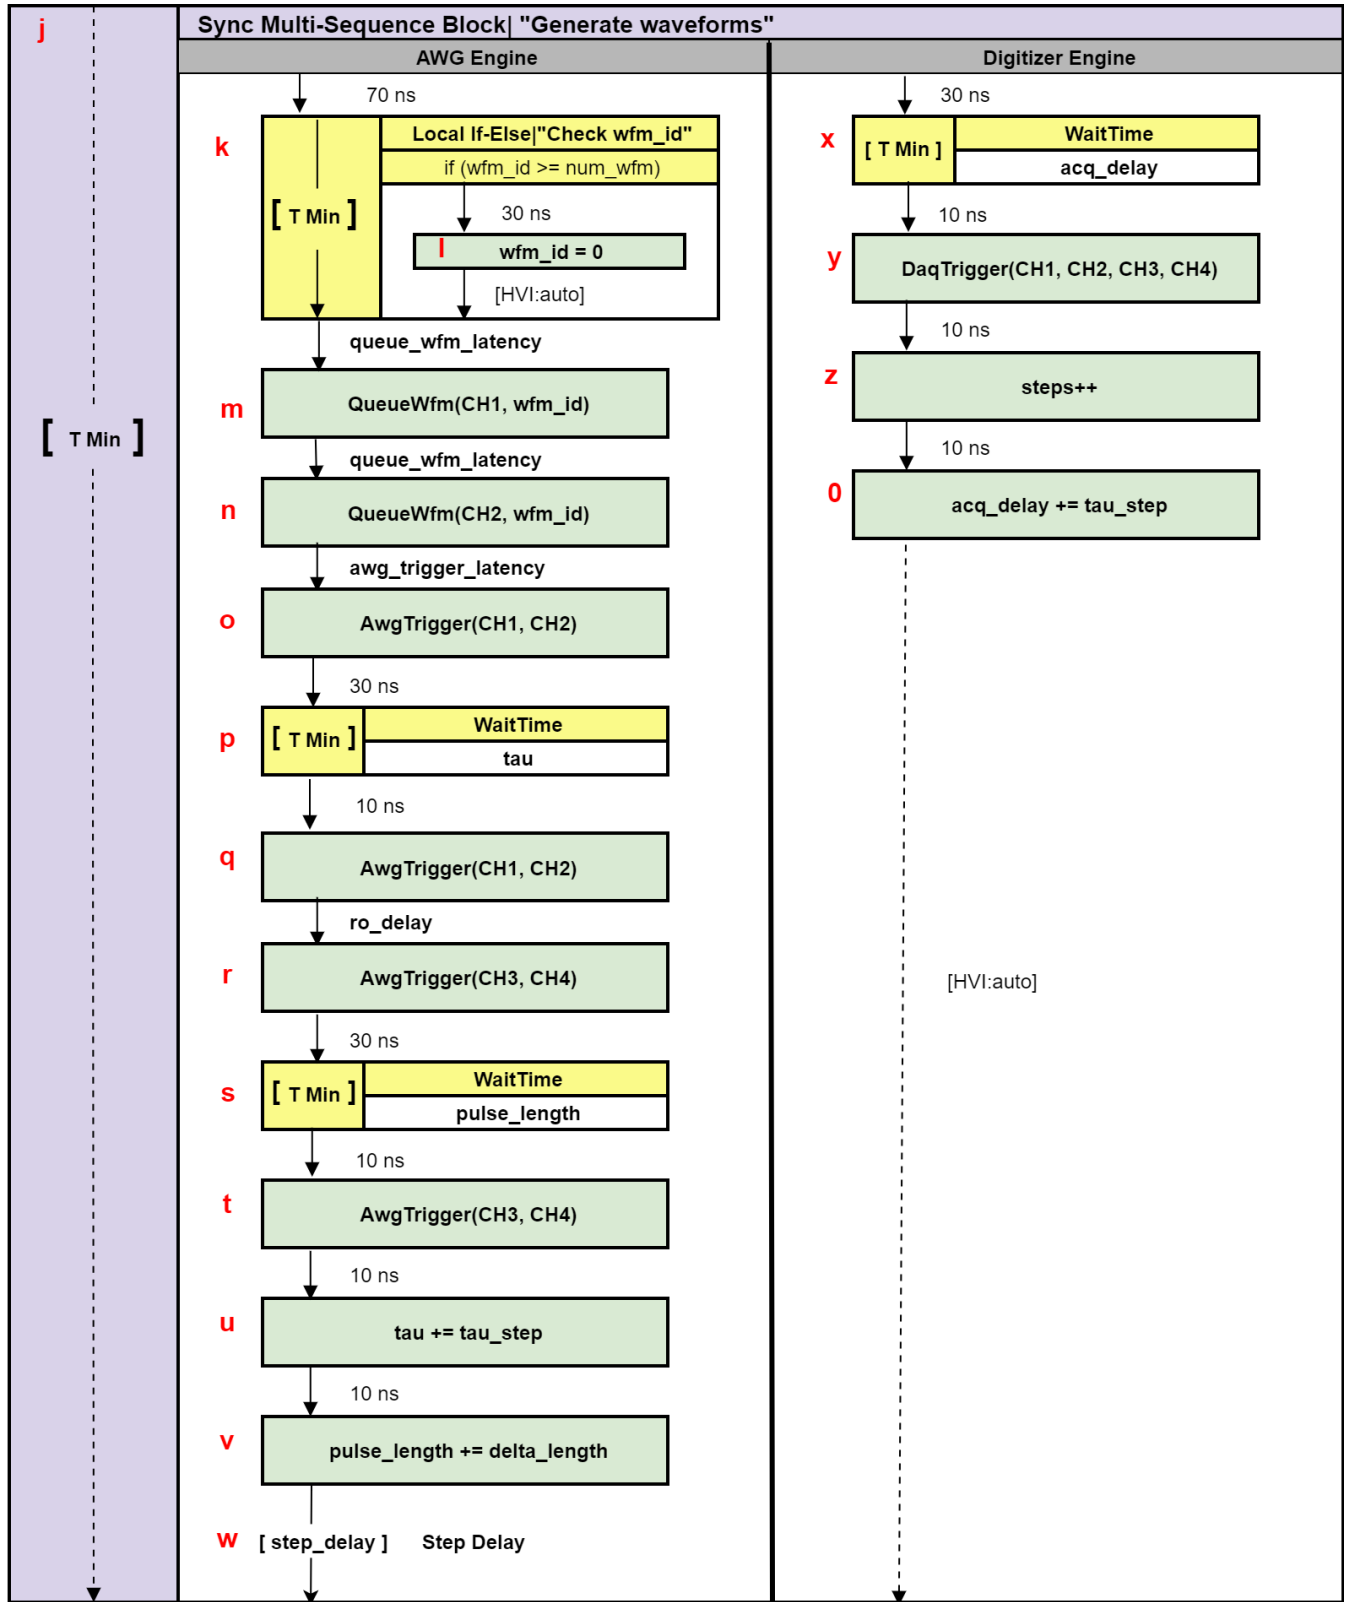 j
Sync Multi-Sequence Block| "Generate waveforms"
AWG Engine
70 ns
k
Local If-Else|"Check wfm_id"
if (wfm_id >= num_wfm)
[ T Min ]
30 ns
l
wfm_id = 0
[HVI:auto]
queue_wfm_latency
m
QueueWfm(CH1, wfm_id)
queue_wfm_latency
[ T Min ]
n
QueueWfm(CH2, wfm_id)
awg_trigger_latency
o
AwgTrigger(CH1, CH2)
30 ns
p
[ T Min ]
WaitTime
tau
10 ns
q
AwgTrigger(CH1, CH2)
ro_delay
r
AwgTrigger(CH3, CH4)
30 ns
s
[ T Min ]
WaitTime
pulse_length
10 ns
t
AwgTrigger(CH3, CH4)
10 ns
u
tau += tau_step
10 ns
v
pulse_length += delta_length
w
[ step_delay ] Step Delay
Digitizer Engine
30 ns
x
[ T Min ]
WaitTime
acq_delay
10 ns
y
DaqTrigger(CH1, CH2, CH3, CH4)
10 ns
z
steps++
10 ns
0
acq_delay += tau_step
[HVI:auto]